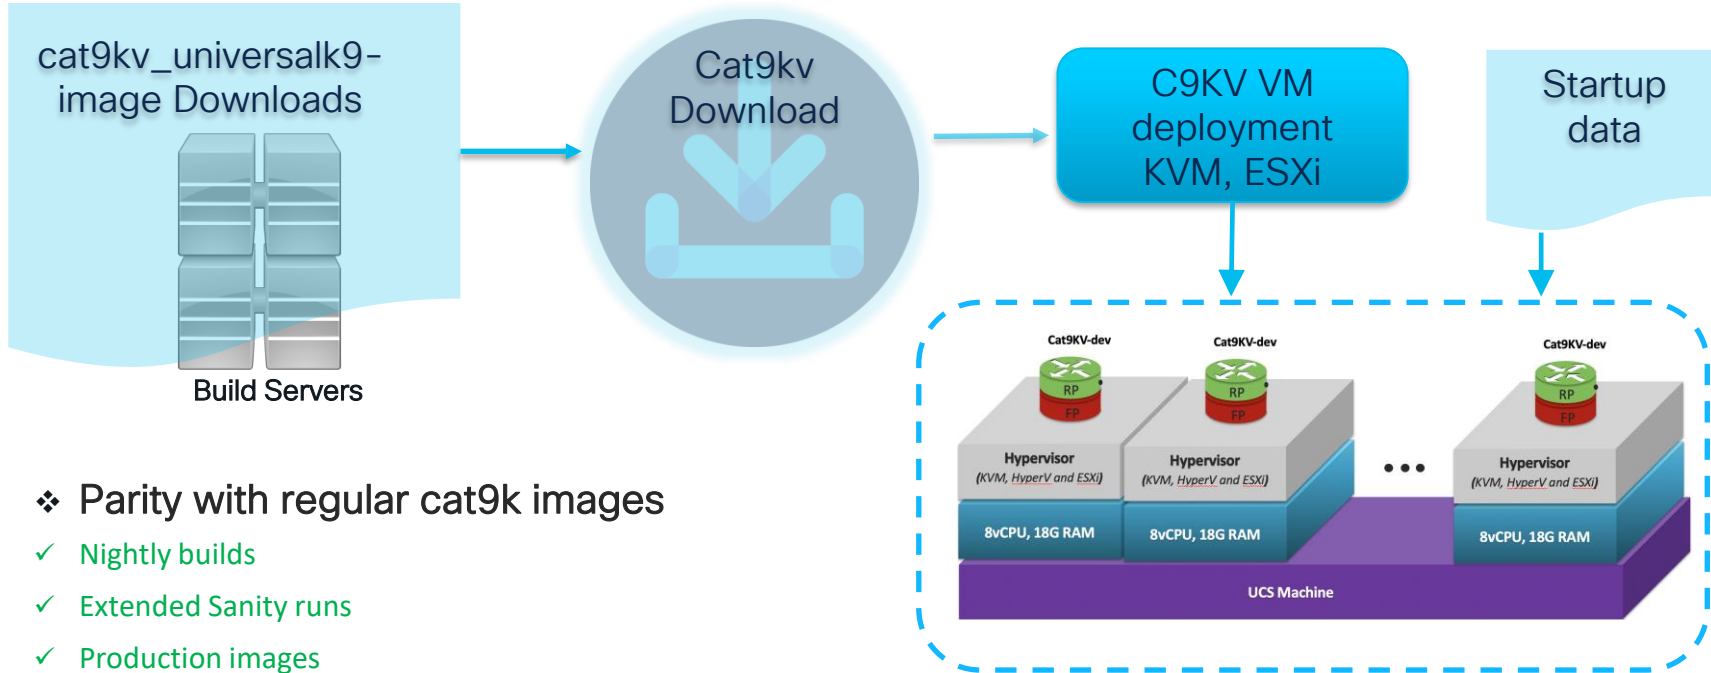 cat9kv_universalk9-
image Downloads
Build Servers
Cat9kv
Download
C9KV VM
deployment
KVM, ESXi
Startup
data
Cat9KV-dev
RP
FP
Hypervisor
(KVM, HyperV and ESXi)
8vCPU, 18G RAM
Cat9KV-dev
RP
FP
Hypervisor
(KVM, HyperV and ESXi)
8vCPU, 18G RAM
Cat9KV-dev
RP
FP
Hypervisor
(KVM, HyperV and ESXi)
8vCPU, 18G RAM
UCS Machine
❖ Parity with regular cat9k images
✓ Nightly builds
✓ Extended Sanity runs
✓ Production images